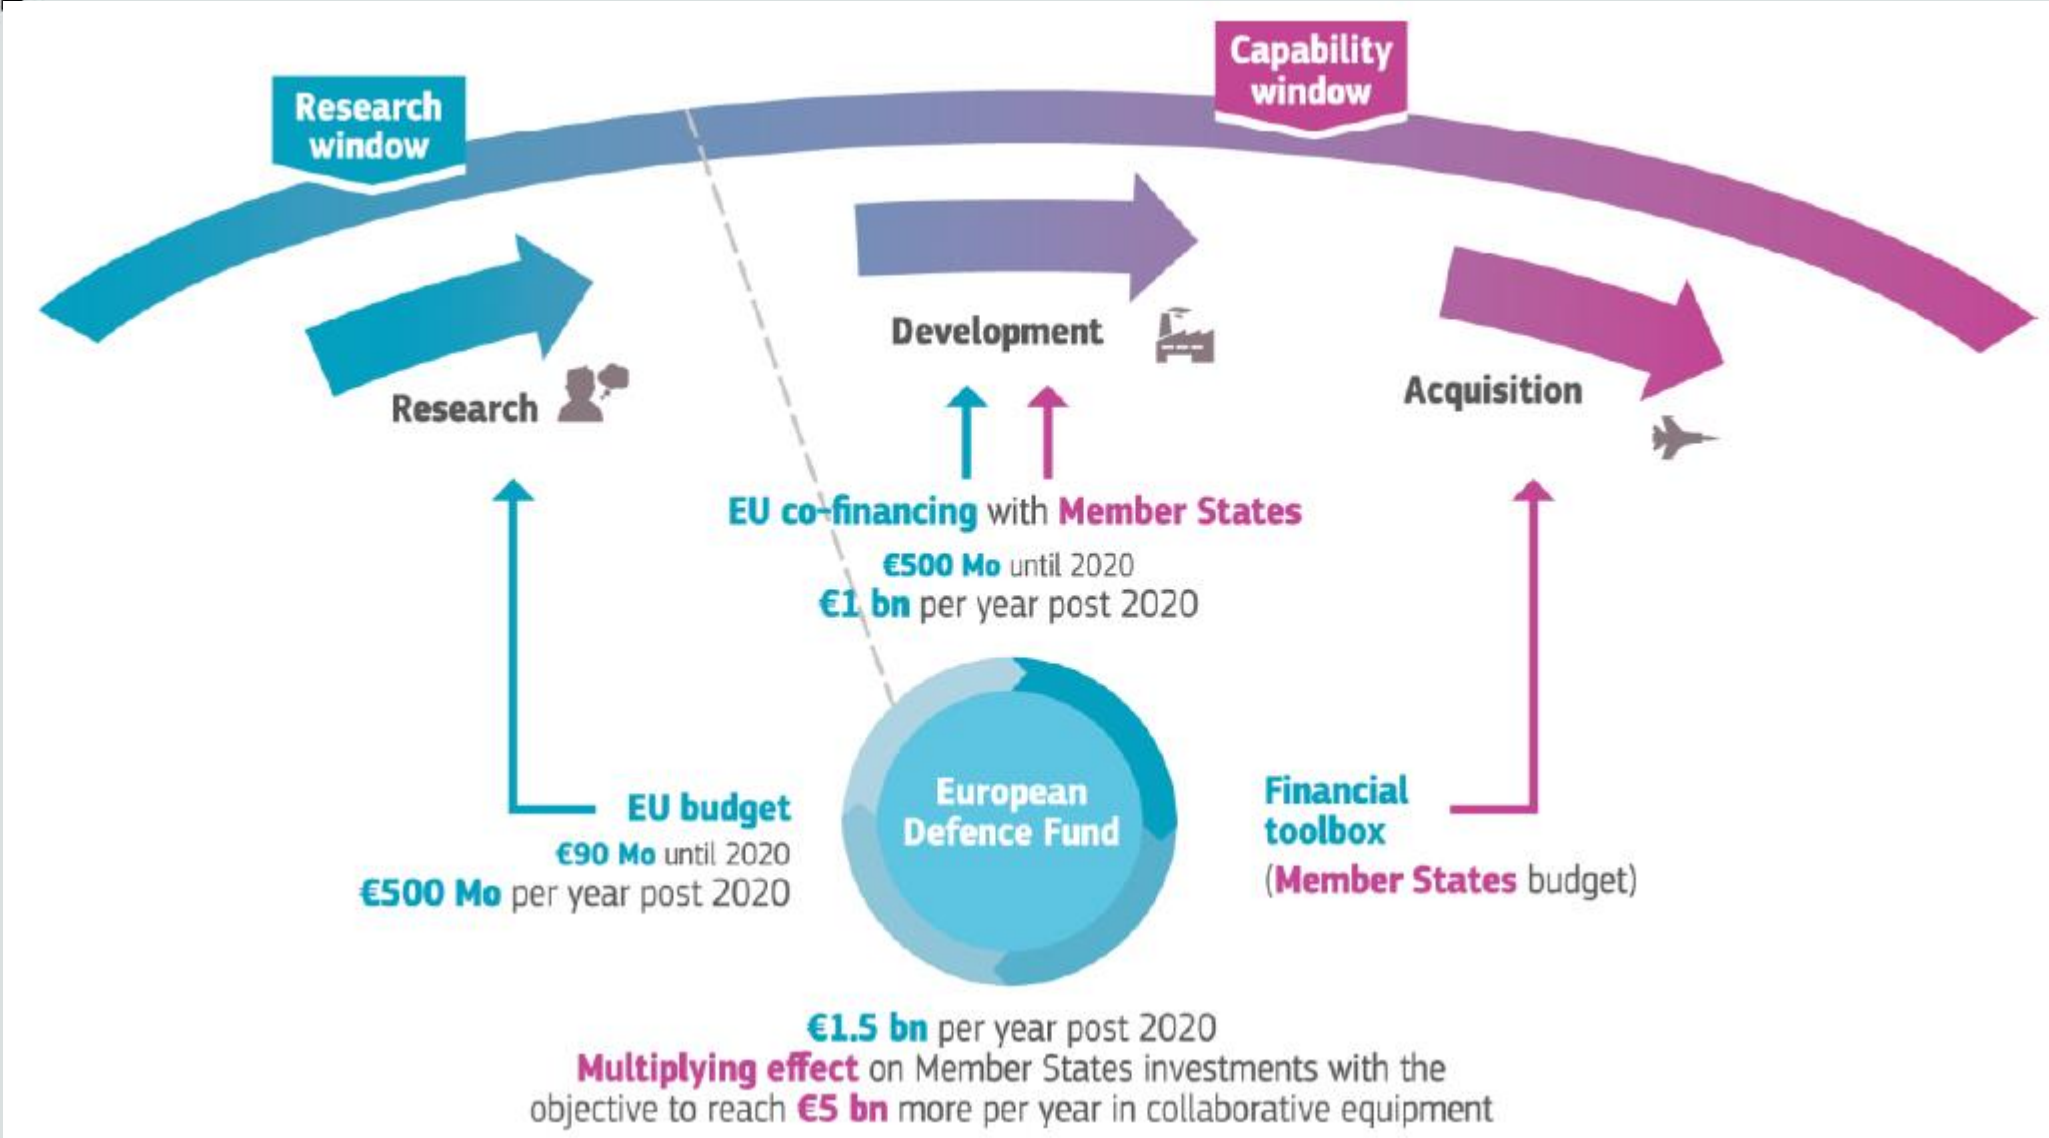 Research
window
Capability
window
Research
Development
Acquisition
EU co-financing with Member States
€500 Mo until 2020
€1 bn per year post 2020
EU budget
€90 Mo until 2020
€500 Mo per year post 2020
European
Defence Fund
Financial
toolbox
(Member States budget)
€1.5 bn per year post 2020
Multiplying effect on Member States investments with the
objective to reach €5 bn more per year in collaborative equipment